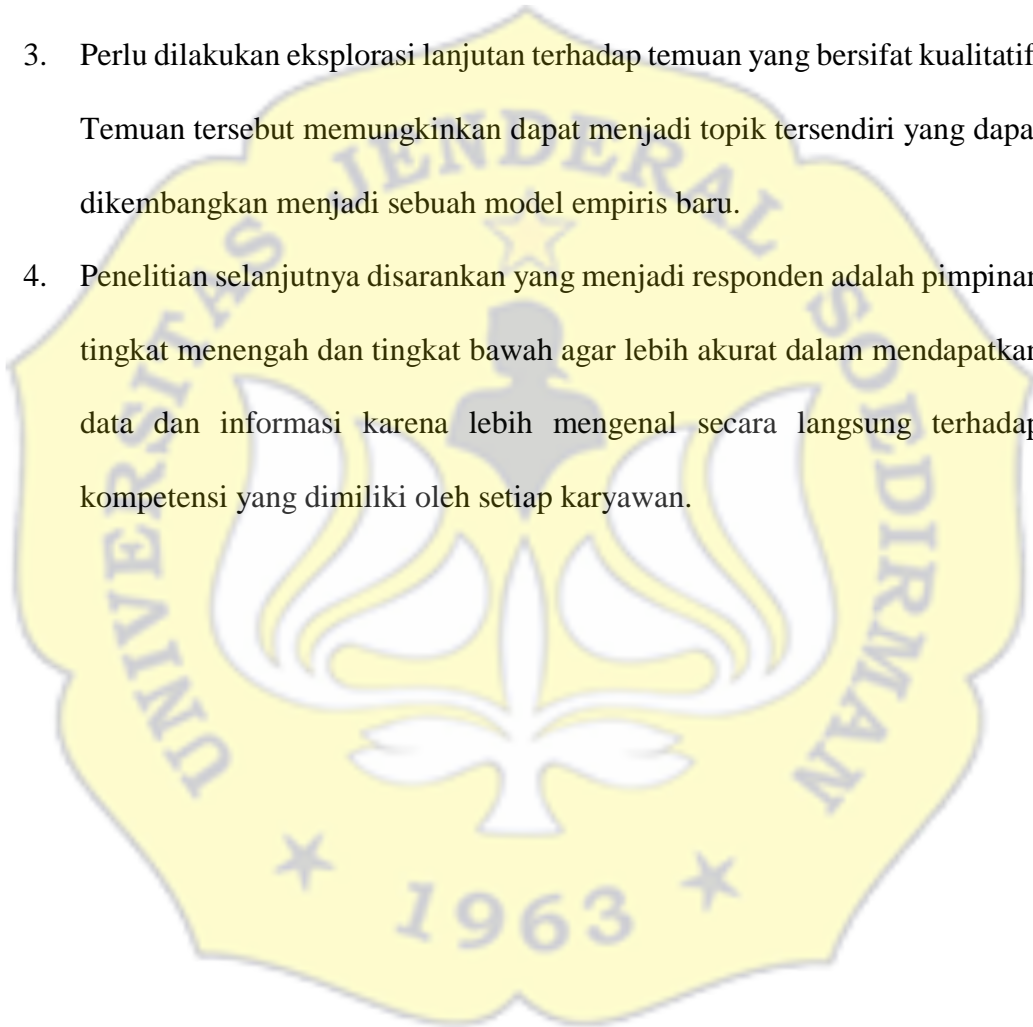 3. Perlu dilakukan eksplorasi lanjutan terhadap temuan yang bersifat kualitatif
Temuan tersebut memungkinkan dapat menjadi topik tersendiri yang dapa
dikembangkan menjadi sebuah model empiris baru.
4. Penelitian selanjutnya disarankan yang menjadi responden adalah pimpinan
tingkat menengah dan tingkat bawah agar lebih akurat dalam mendapatkan
data dan informasi karena lebih mengenal secara langsung terhadap
kompetensi yang dimiliki oleh setiap karyawan.
UNIVERSITAS JENDERAL SOEDIRMAN
1963